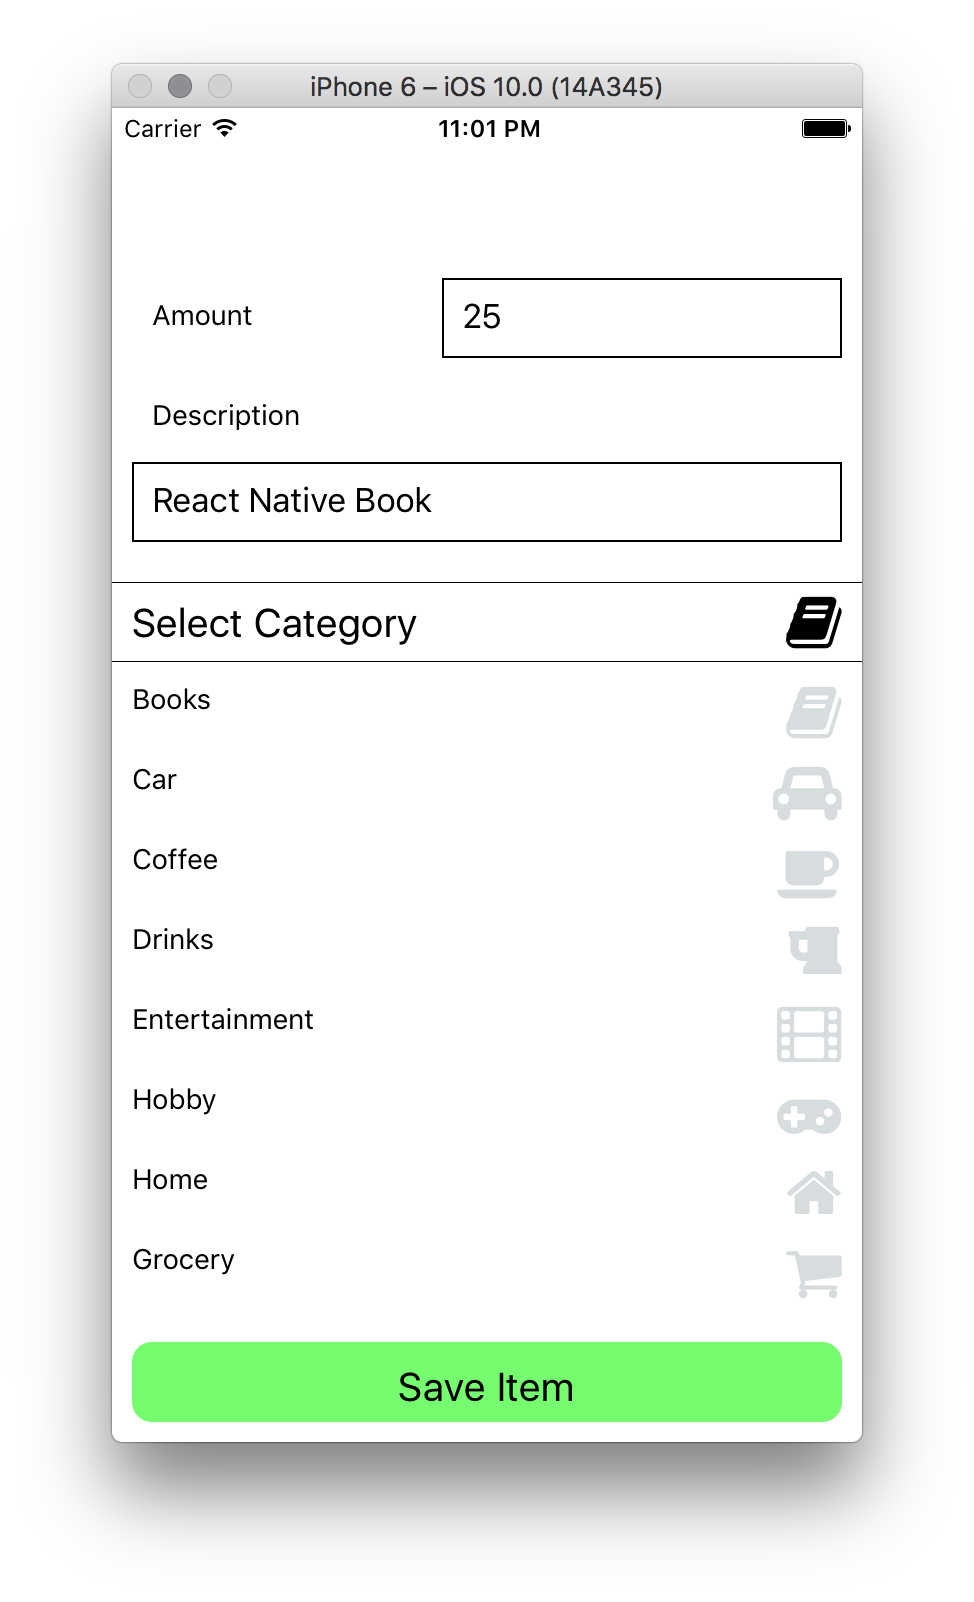 iPhone 6 – iOS 10.0 (14A345)
Carrier 11:01 PM
Amount 25
Description
React Native Book
Select Category
Books
Car
Coffee
Drinks
Entertainment
Hobby
Home
Grocery
Save Item